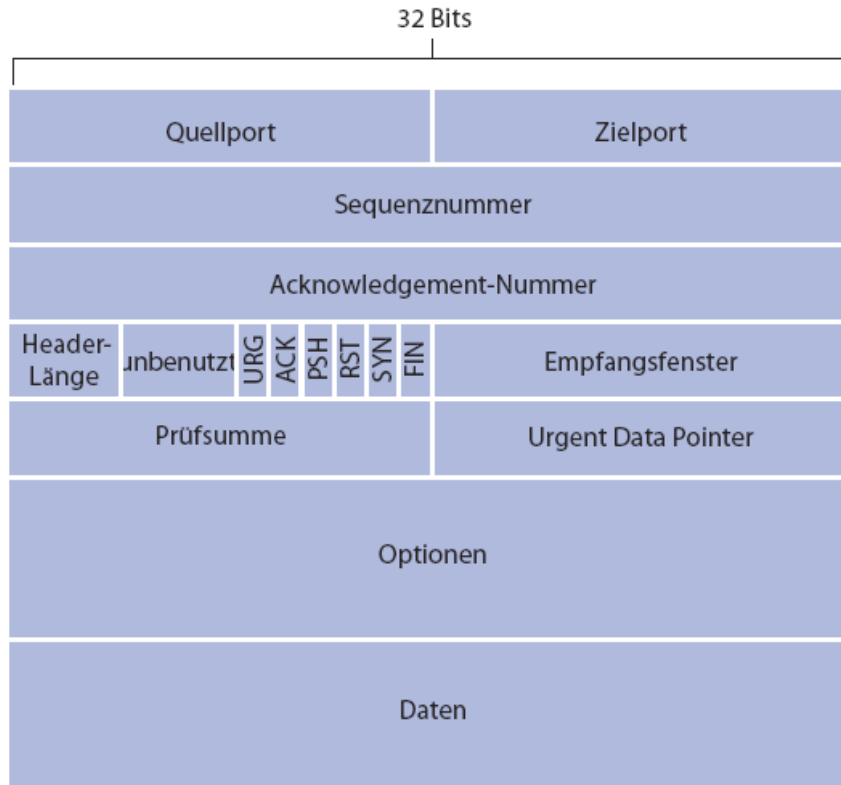 32 Bits
Quellport Zielport
Sequenznummer
Acknowledgement-Nummer
Header-
Länge unbenutzt URG ACK PSH RST SYN FIN Empfangsfenster
Prüfsumme Urgent Data Pointer
Optionen
Daten